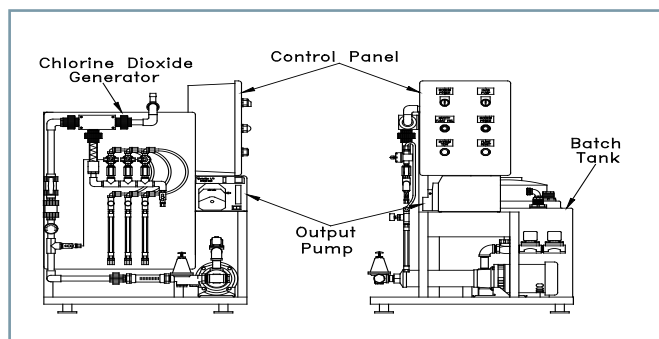 Control Panel
Chlorine Dioxide
Generator
Batch
Tank
Output
Pump